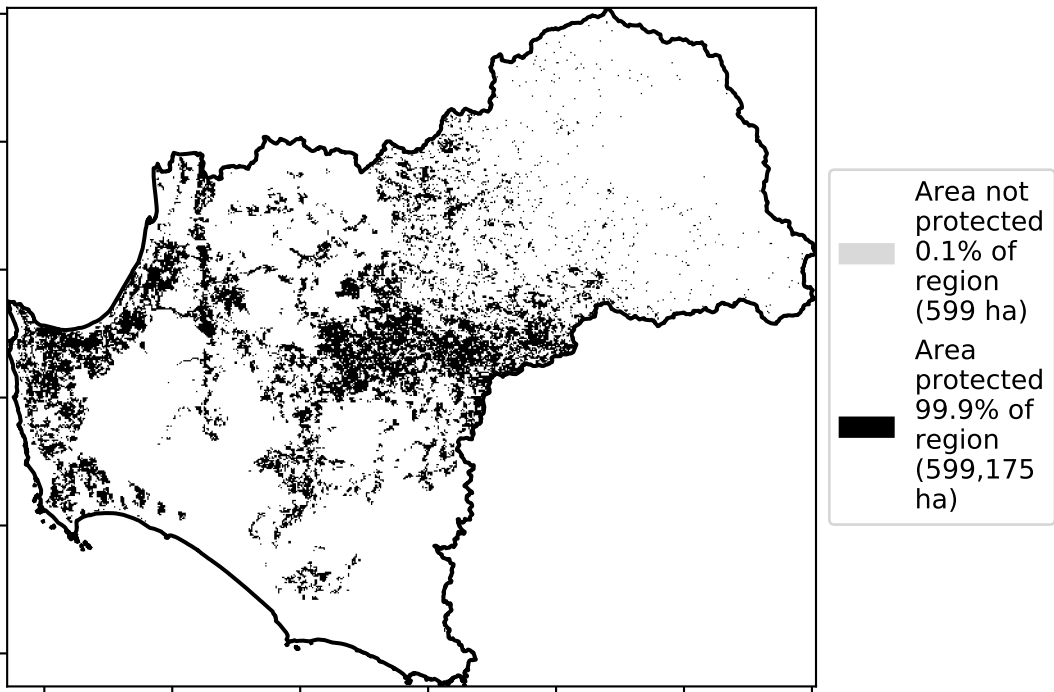 Area not
protected
0.1% of
region
(599 ha)
Area
protected
99.9% of
region
(599,175
ha)